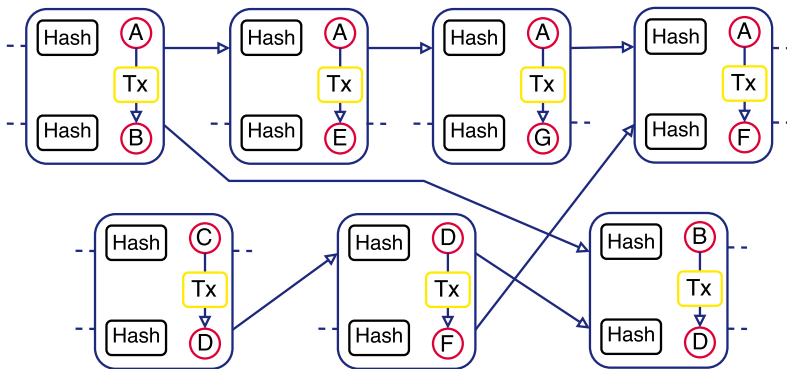 Hash A Hash A Hash A Hash A
Tx Tx Tx Tx
Hash B Hash E Hash G Hash F
Hash C Hash D Hash B
Tx Tx Tx
Hash D Hash F Hash D